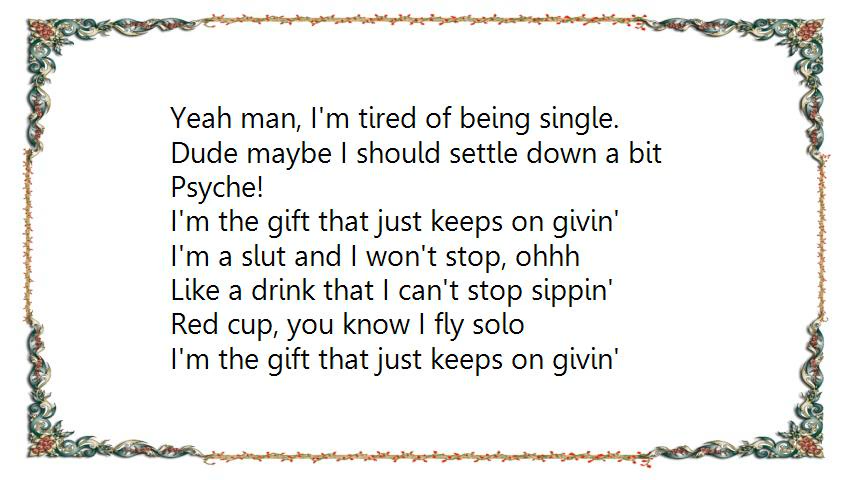 Yeah man, I'm tired of being single.
Dude maybe I should settle down a bit
Psyche!
I'm the gift that just keeps on givin'
I'm a slut and I won't stop, ohhh
Like a drink that I can't stop sippin'
Red cup, you know I fly solo
I'm the gift that just keeps on givin'